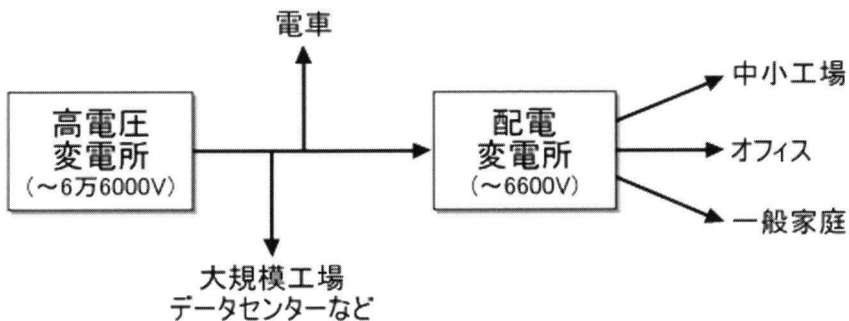 電車
高電圧
変電所
(～6万6000V)
大規模工場
データセンターなど
配電
変電所
(～6600V)
中小工場
オフィス
一般家庭